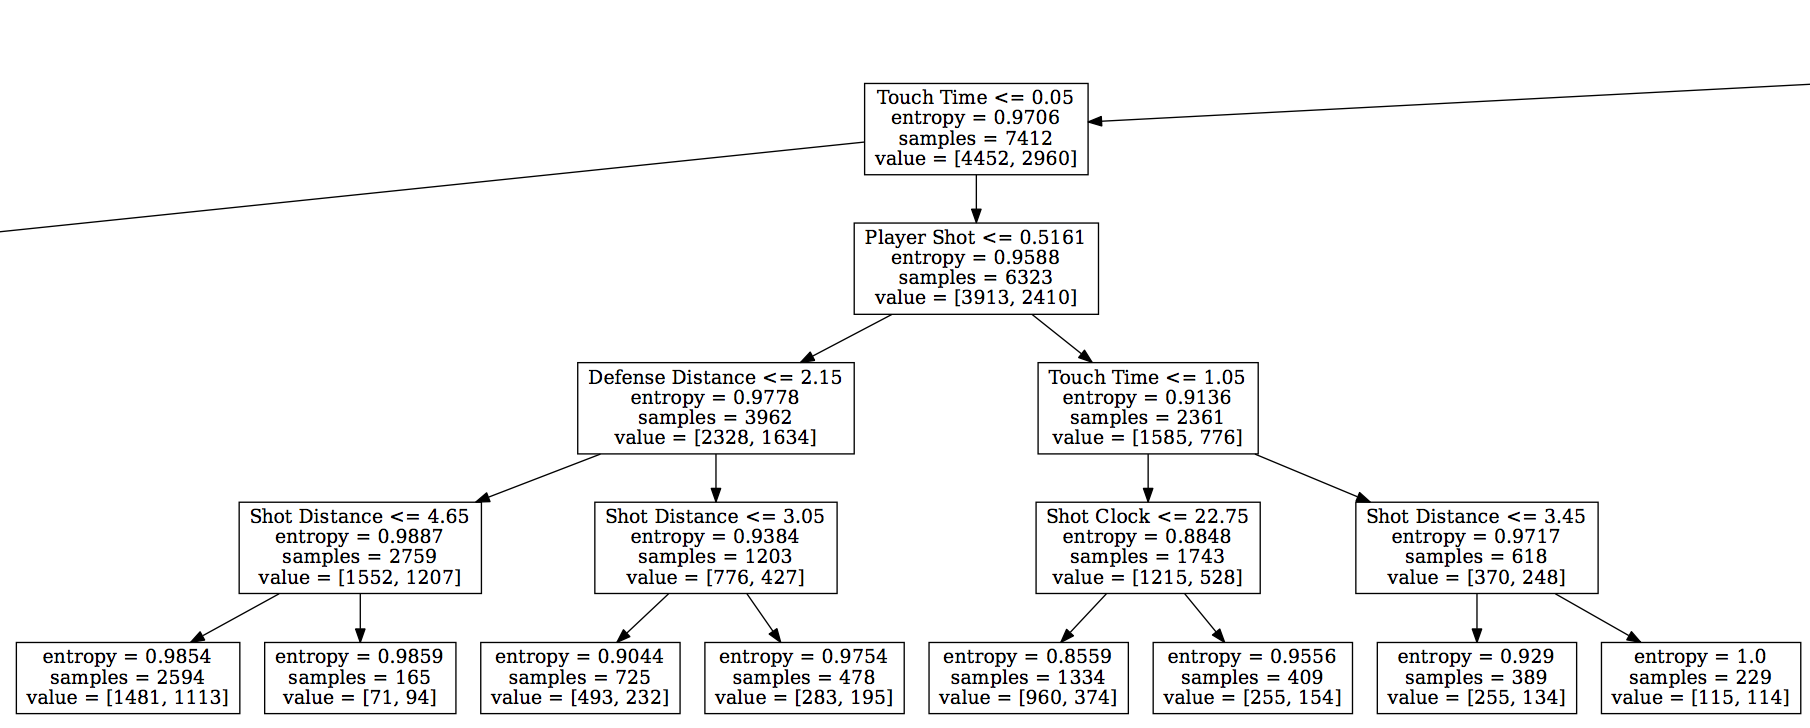 Touch Time <= 0.05
entropy = 0.9706
samples = 7412
value = [4452, 2960]
Player Shot <= 0.5161
entropy = 0.9588
samples = 6323
value = [3913, 2410]
Defense Distance <= 2.15
entropy = 0.9778
samples = 3962
value = [2328, 1634]
Touch Time <= 1.05
entropy = 0.9136
samples = 2361
value = [1585, 776]
Shot Distance <= 4.65
entropy = 0.9887
samples = 2759
value = [1552, 1207]
Shot Distance <= 3.05
entropy = 0.9384
samples = 1203
value = [776, 427]
Shot Clock <= 22.75
entropy = 0.8848
samples = 1743
value = [1215, 528]
Shot Distance <= 3.45
entropy = 0.9717
samples = 618
value = [370, 248]
entropy = 0.9854
samples = 2594
value = [1481, 1113]
entropy = 0.9859
samples = 165
value = [71, 94]
entropy = 0.9044
samples = 725
value = [493, 232]
entropy = 0.9754
samples = 478
value = [283, 195]
entropy = 0.8559
samples = 1334
value = [960, 374]
entropy = 0.9556
samples = 409
value = [255, 154]
entropy = 0.929
samples = 389
value = [255, 134]
entropy = 1.0
samples = 229
value = [115, 114]